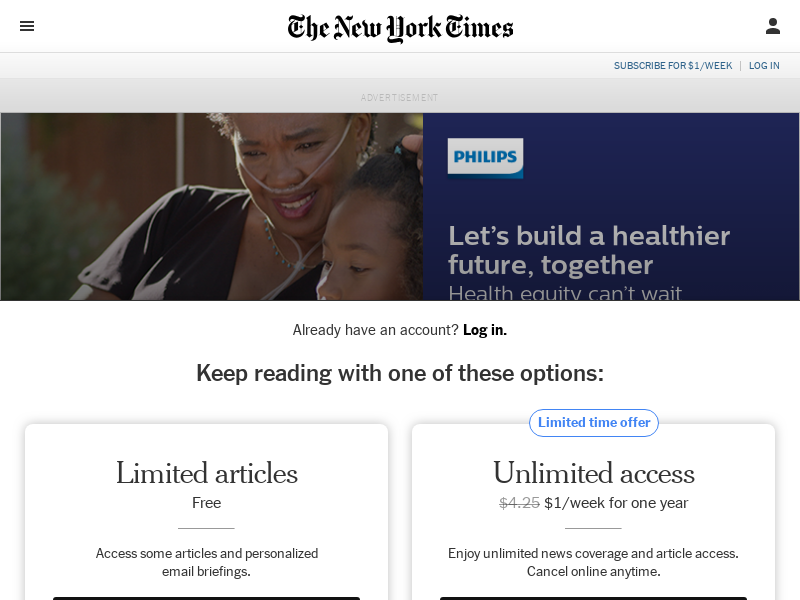 The New York Times
SUBSCRIBE FOR $1/WEEK | LOG IN
ADVERTISEMENT
PHILIPS
Let's build a healthier
future, together
Health equity can't wait
Already have an account? Log in.
Keep reading with one of these options:
Limited articles
Free
Access some articles and personalized
email briefings.
Limited time offer
Unlimited access
$4.25 $1/week for one year
Enjoy unlimited news coverage and article access.
Cancel online anytime.